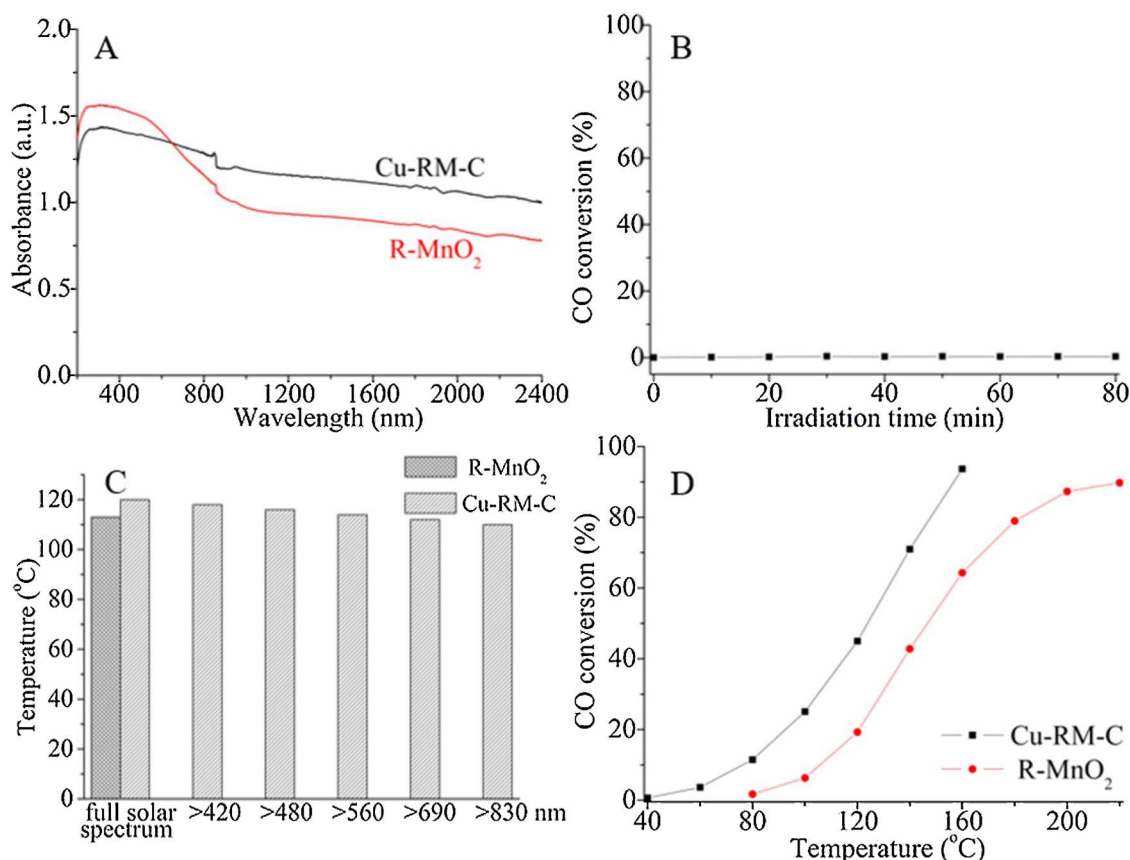 A
2.0
1.5
1.0
0.5
0.0
Absorbance (a.u.)
Cu-RM-C
R-MnO2
400 800 1200 1600 2000 2400
Wavelength (nm)
B
100
80
60
40
20
0
CO conversion (%)
0 20 40 60 80
Irradiation time (min)
C
R-MnO2
Cu-RM-C
120
100
80
60
40
20
0
Temperature (°C)
full solar spectrum >420 >480 >560 >690 >830 nm
D
80
60
40
20
0
CO conversion (%)
Cu-RM-C
R-MnO2
40 80 120 160 200
Temperature (°C)